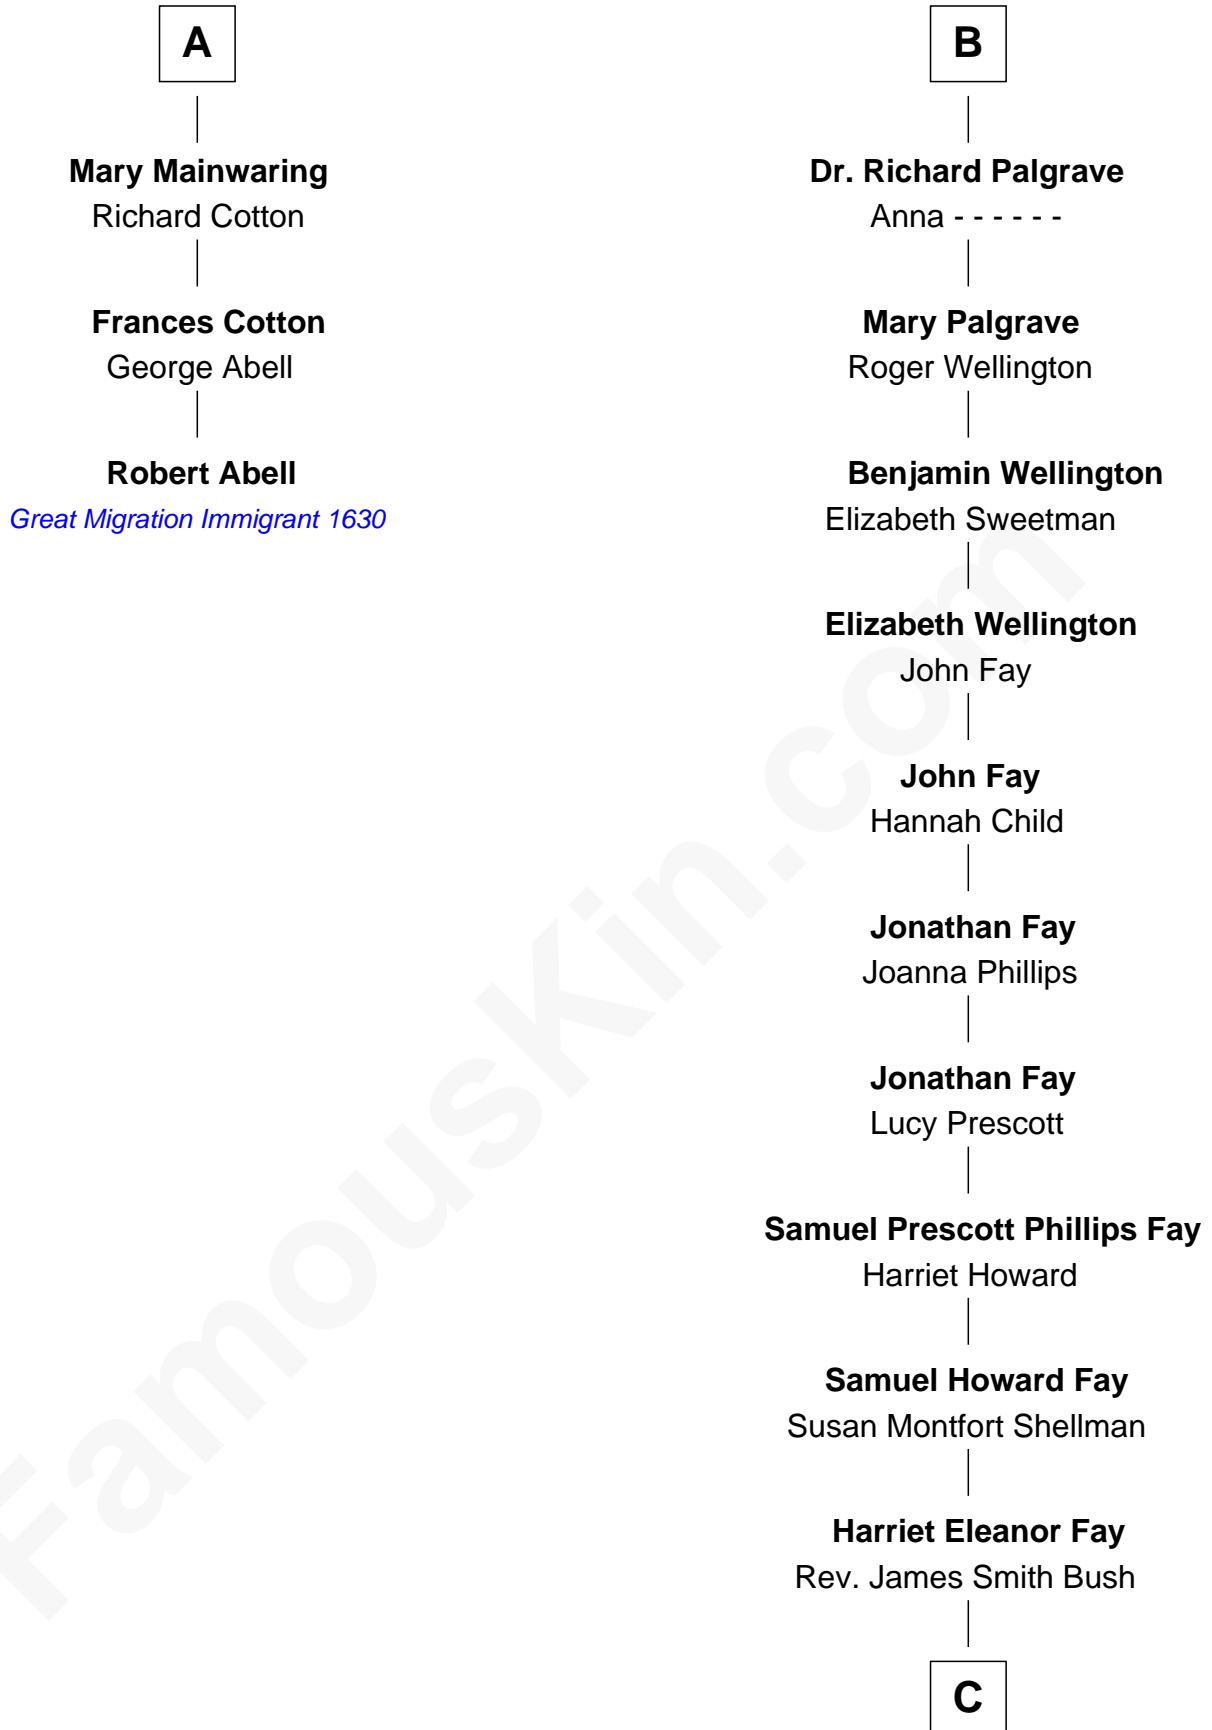 A
Mary Mainwaring
Richard Cotton
Frances Cotton
George Abell
Robert Abell
Great Migration Immigrant 1630
B
Dr. Richard Palgrave
Anna - - - - - -
Mary Palgrave
Roger Wellington
Benjamin Wellington
Elizabeth Sweetman
Elizabeth Wellington
John Fay
John Fay
Hannah Child
Jonathan Fay
Joanna Phillips
Jonathan Fay
Lucy Prescott
Samuel Prescott Phillips Fay
Harriet Howard
Samuel Howard Fay
Susan Montfort Shellman
Harriet Eleanor Fay
Rev. James Smith Bush
C
FamousKin.com